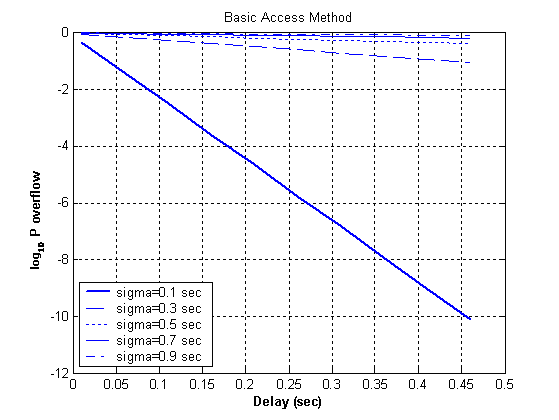 Basic Access Method
0
-2
-4
-6
-8
-10
-12
log10 P overflow
sigma=0.1 sec
sigma=0.3 sec
sigma=0.5 sec
sigma=0.7 sec
sigma=0.9 sec
0 0.05 0.1 0.15 0.2 0.25 0.3 0.35 0.4 0.45 0.5
Delay (sec)